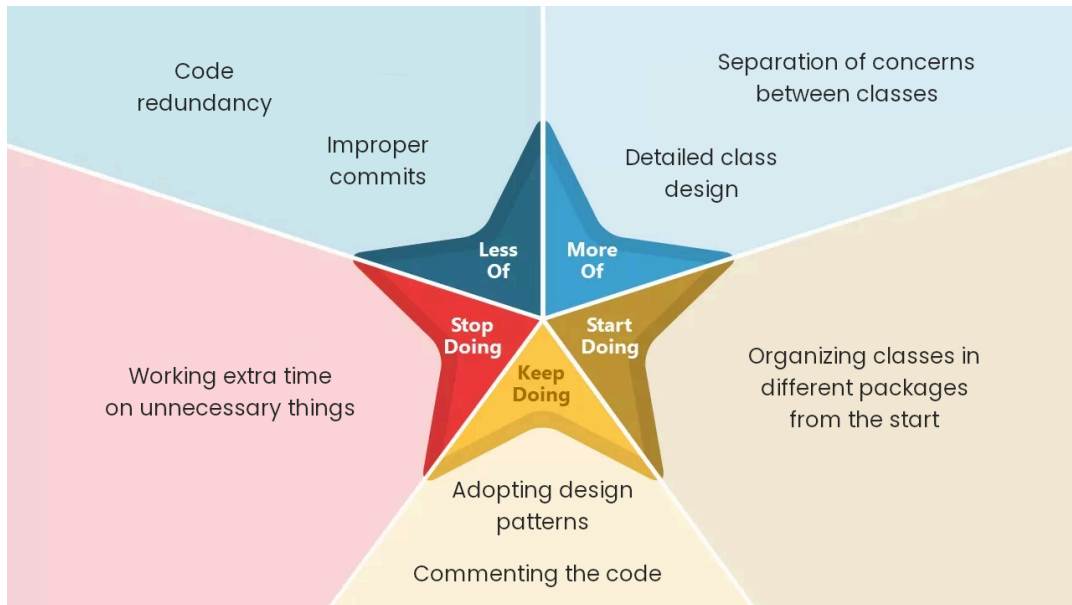 Code
redundancy
Improper
commits
Separation of concerns
between classes
Detailed class
design
Less
Of
More
Of
Stop
Doing
Start
Doing
Keep
Doing
Working extra time
on unnecessary things
Organizing classes in
different packages
from the start
Adopting design
patterns
Commenting the code